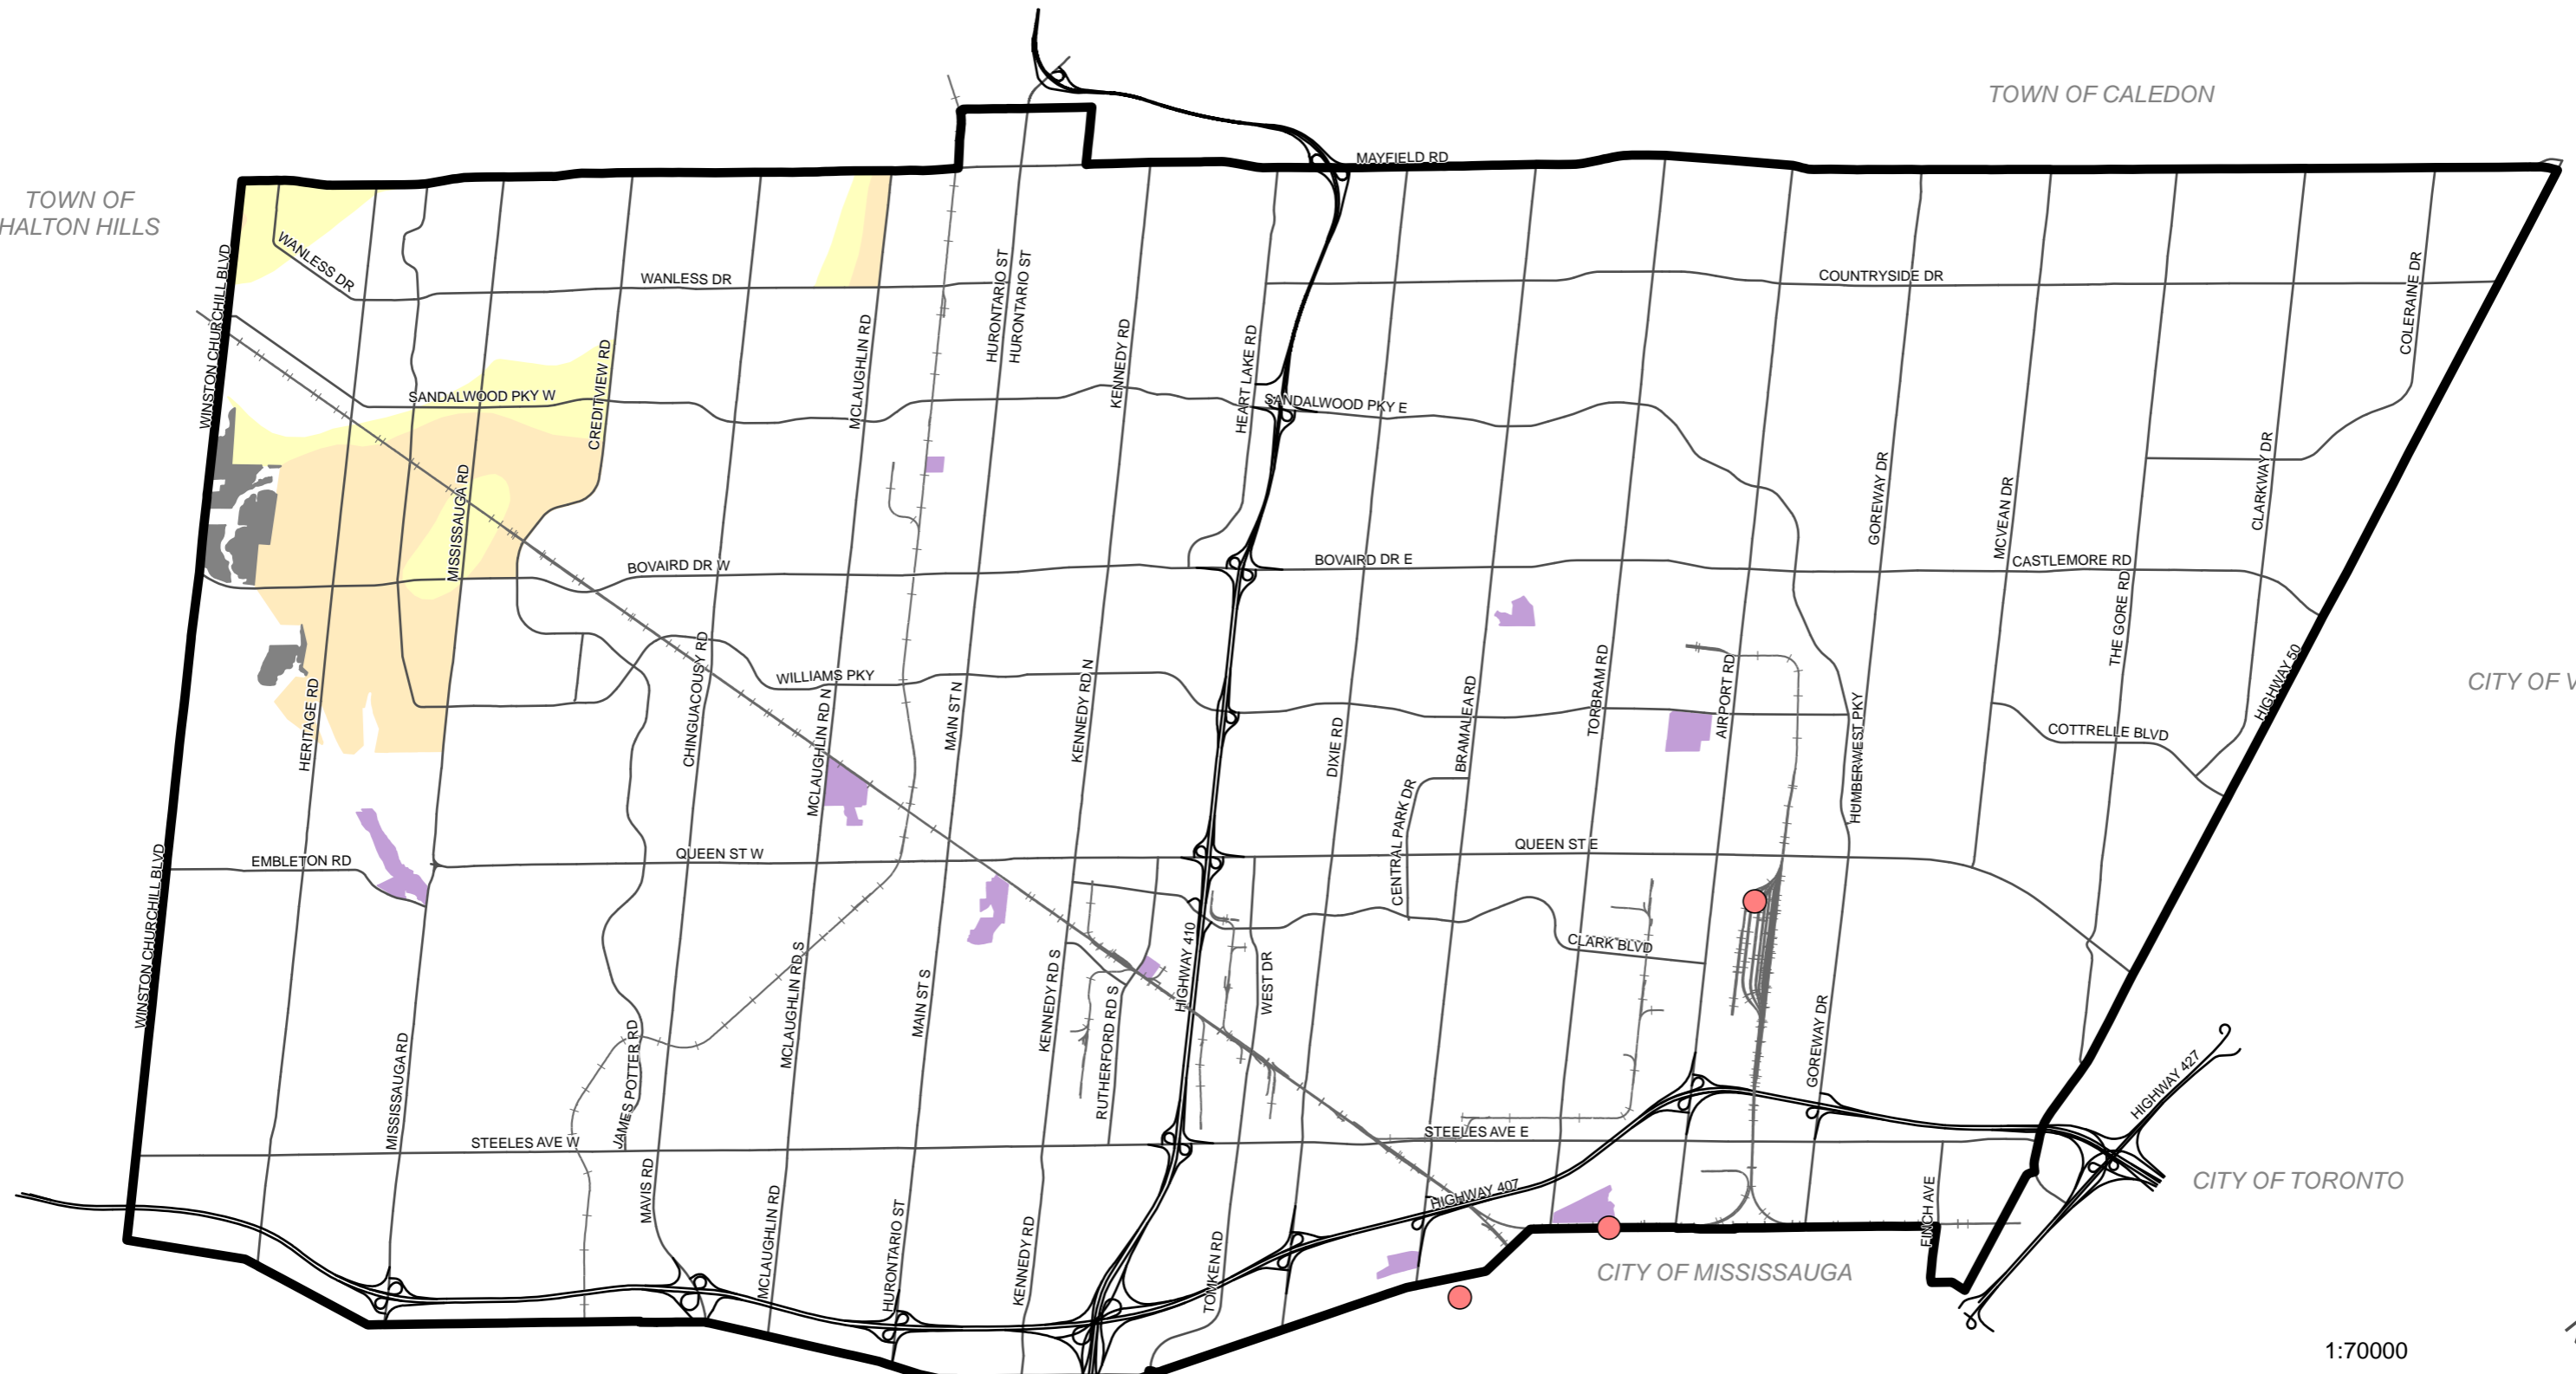 TOWN OF CALEDON
MAYFIELD RD
TOWN OF
HALTON HILLS
WANLESS DR
WANLESS DR
COUNTRYSIDE DR
WINSTON CHURCHILL BLVD
HURONTARIO ST
HURONTARIO ST
COLERAINE DR
MCLAUGHLIN RD
KENNEDY RD
HEART LAKE RD
CREDITVIEW RD
SANDALWOOD PKY W
SANDALWOOD PKY E
MISSISSAUGA RD
GOREWAY DR
MCVEAN DR
CLARKWAY DR
BOVAIRD DR W
BOVAIRD DR E
CASTLEMORE RD
THE GORE RD
CHINGUACOUSY RD
WILLIAMS PKY
HERITAGE RD
MCLAUGHLIN RD N
MAIN ST N
KENNEDY RD N
DIXIE RD
BRAMALEA RD
TORBRAM RD
AIRPORT RD
HUMBERWEST PKY
HIGHWAY 50
CITY OF V
COTTRELLE BLVD
CENTRAL PARK DR
EMBLETON RD
QUEEN ST W
QUEEN ST E
WINSTON CHURCHILL BLVD
CLARK BLVD
MCLAUGHLIN RD S
MAIN ST S
KENNEDY RD S
RUTHERFORD RD S
HIGHWAY 410
WEST DR
GOREWAY DR
MISSISSAUGA RD
JAMES POTTER RD
HIGHWAY 427
STEELES AVE W
STEELES AVE E
CITY OF TORONTO
MAVIS RD
MCLAUGHLIN RD
HURONTARIO ST
KENNEDY RD
TOMKEN RD
HIGHWAY 407
FINCH AVE
CITY OF MISSISSAUGA
1:70000